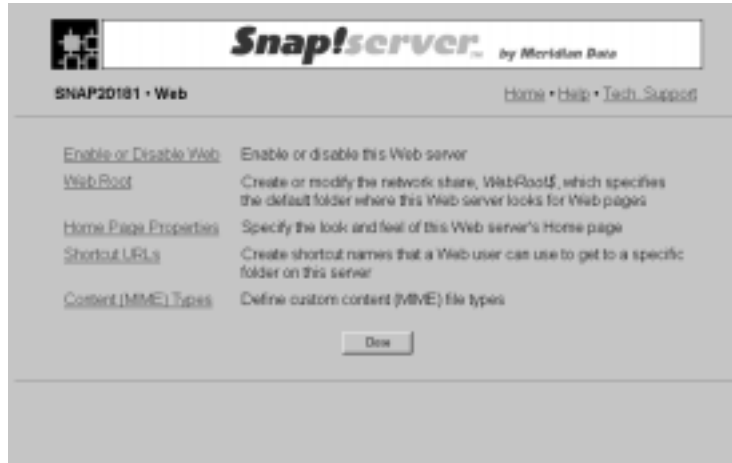 Snap!server™ by Meridian Data
SNAP20181 • Web
Home • Help • Tech. Support
Enable or Disable Web Enable or disable this Web server
Web Root Create or modify the network share, WebRoot$, which specifies
the default folder where this Web server looks for Web pages
Home Page Properties Specify the look and feel of this Web server's Home page
Shortcut URLs Create shortcut names that a Web user can use to get to a specific
folder on this server
Content (MIME) Types Define custom content (MIME) file types
Done